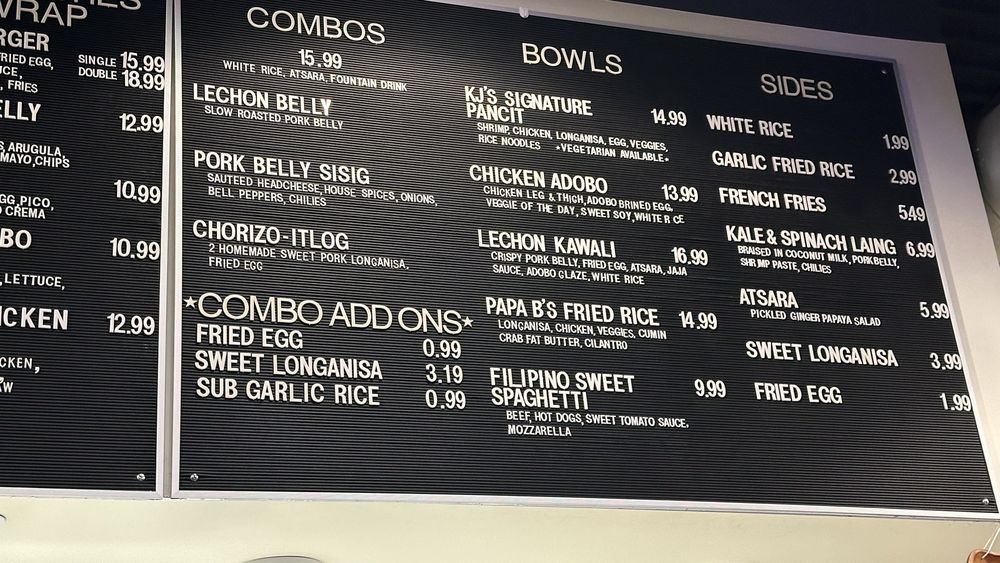 WRAP
RGER
FRIED EGG,
SINGLE 15.99
DOUBLE 18.99
UCE,
, FRIES
ELLY
12.99
S, ARUGULA
MAYO,CHIPS
10.99
GG,PICO,
O CREMA
BO
10.99
, LETTUCE,
ICKEN 12.99
CKEN,
COMBOS
15.99
WHITE RICE, ATSARA, FOUNTAIN DRINK
LECHON BELLY
SLOW ROASTED PORK BELLY
PORK BELLY SISIG
SAUTEED HEADCHEESE, HOUSE SPICES, ONIONS,
BELL PEPPERS, CHILIES
CHORIZO-ITLOG
2 HOMEMADE SWEET PORK LONGANISA,
FRIED EGG
★COMBO ADD ONS★
FRIED EGG 0.99
SWEET LONGANISA 3.19
SUB GARLIC RICE 0.99
BOWLS
KJ'S SIGNATURE
PANCIT 14.99
SHRIMP, CHICKEN, LONGANISA, EGG, VEGGIES,
RICE NOODLES *VEGETARIAN AVAILABLE*
CHICKEN ADOBO 13.99
CHICKEN LEG & THIGH, ADOBO BRINED EGG,
VEGGIE OF THE DAY, SWEET SOY, WHITE R CE
LECHON KAWALI 16.99
CRISPY PORK BELLY, FRIED EGG, ATSARA, JAJA
SAUCE, ADOBO GLAZE, WHITE RICE
PAPA B'S FRIED RICE 14.99
LONGANISA, CHICKEN, VEGGIES, CUMIN
CRAB FAT BUTTER, CILANTRO
FILIPINO SWEET 9.99
SPAGHETTI
BEEF, HOT DOGS, SWEET TOMATO SAUCE,
MOZZARELLA
SIDES
WHITE RICE 1.99
GARLIC FRIED RICE 2.99
FRENCH FRIES 549
KALE & SPINACH LAING 6.99
BRAISED IN COCONUT MILK, PORK BELLY,
SHR MP PASTE, CHILIES
ATSARA 5.99
PICKLED GINGER PAPAYA SALAD
SWEET LONGANISA 3.99
FRIED EGG 1.99